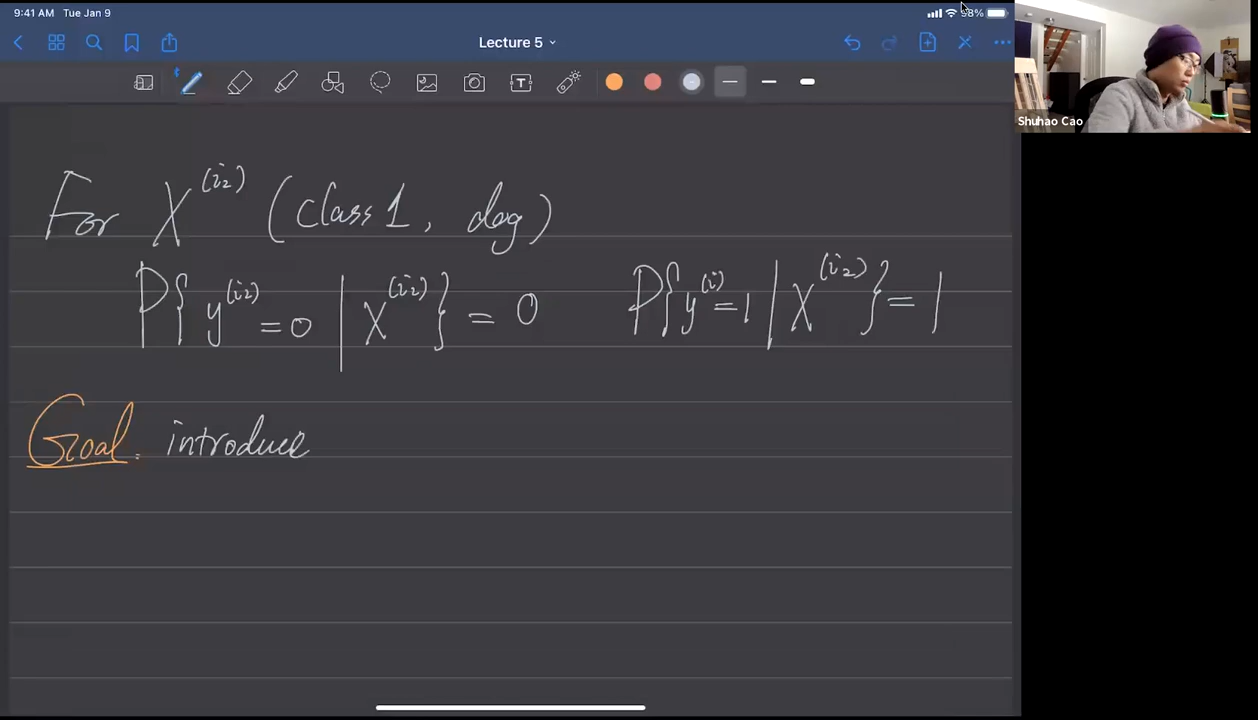 9:41 AM Tue Jan 9
98%
Lecture 5
Shuhao Cao
For X^(i₂) (class 1, dog)
P{ y^(i₂) = 0 | X^(i₂) } = 0 P{ y^(i) = 1 | X^(i₂) } = 1
Goal. introduce